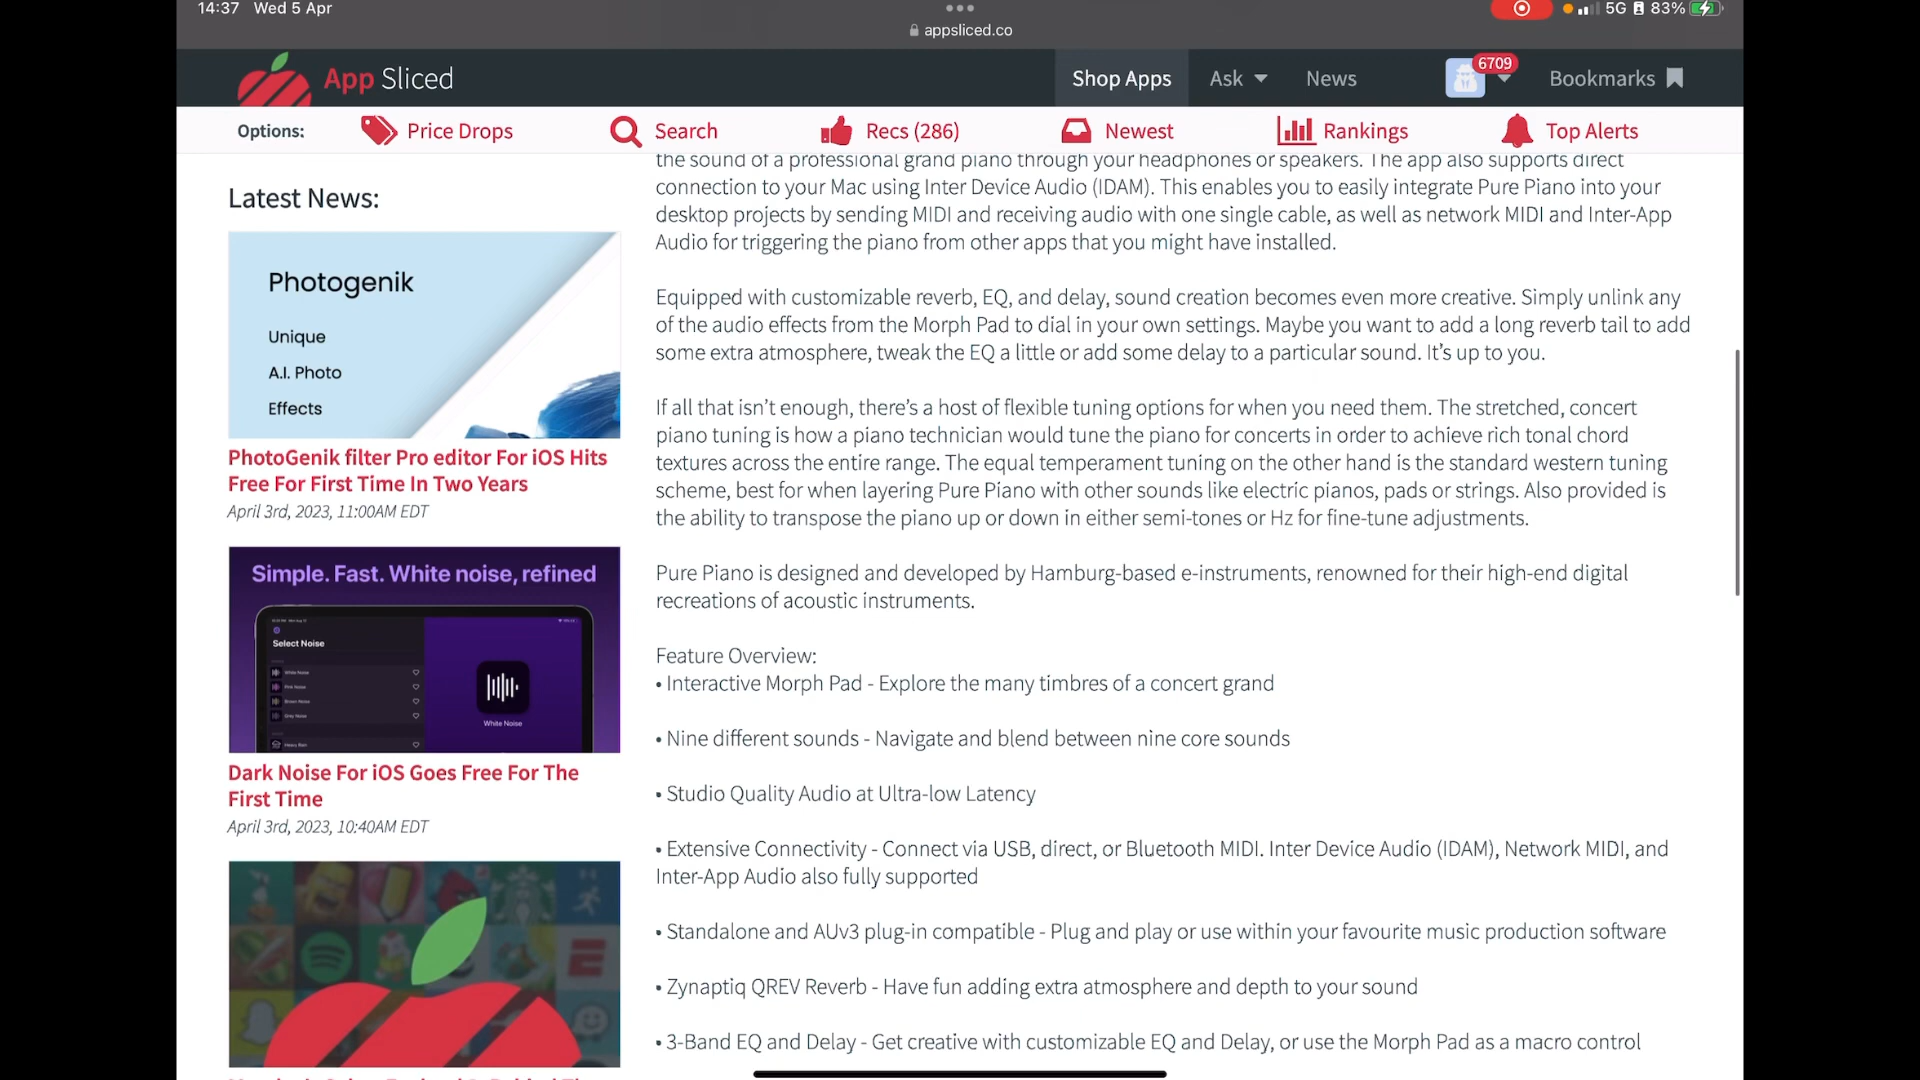 14:37 Wed 5 Apr
5G 83%
appsliced.co
App Sliced
Shop Apps
Ask
News
6709
Bookmarks
Options:
Price Drops
Search
Recs (286)
Newest
Rankings
Top Alerts
Latest News:
Photogenik
Unique
A.I. Photo
Effects
PhotoGenik filter Pro editor For iOS Hits
Free For First Time In Two Years
April 3rd, 2023, 11:00AM EDT
Simple. Fast. White noise, refined
Select Noise
White Noise
Pink Noise
Brown Noise
Grey Noise
Heavy Rain
White Noise
Dark Noise For iOS Goes Free For The
First Time
April 3rd, 2023, 10:40AM EDT
the sound of a professional grand piano through your headphones or speakers. The app also supports direct
connection to your Mac using Inter Device Audio (IDAM). This enables you to easily integrate Pure Piano into your
desktop projects by sending MIDI and receiving audio with one single cable, as well as network MIDI and Inter-App
Audio for triggering the piano from other apps that you might have installed.
Equipped with customizable reverb, EQ, and delay, sound creation becomes even more creative. Simply unlink any
of the audio effects from the Morph Pad to dial in your own settings. Maybe you want to add a long reverb tail to add
some extra atmosphere, tweak the EQ a little or add some delay to a particular sound. It’s up to you.
If all that isn’t enough, there’s a host of flexible tuning options for when you need them. The stretched, concert
piano tuning is how a piano technician would tune the piano for concerts in order to achieve rich tonal chord
textures across the entire range. The equal temperament tuning on the other hand is the standard western tuning
scheme, best for when layering Pure Piano with other sounds like electric pianos, pads or strings. Also provided is
the ability to transpose the piano up or down in either semi-tones or Hz for fine-tune adjustments.
Pure Piano is designed and developed by Hamburg-based e-instruments, renowned for their high-end digital
recreations of acoustic instruments.
Feature Overview:
• Interactive Morph Pad - Explore the many timbres of a concert grand
• Nine different sounds - Navigate and blend between nine core sounds
• Studio Quality Audio at Ultra-low Latency
• Extensive Connectivity - Connect via USB, direct, or Bluetooth MIDI. Inter Device Audio (IDAM), Network MIDI, and
Inter-App Audio also fully supported
• Standalone and AUv3 plug-in compatible - Plug and play or use within your favourite music production software
• Zynaptiq QREV Reverb - Have fun adding extra atmosphere and depth to your sound
• 3-Band EQ and Delay - Get creative with customizable EQ and Delay, or use the Morph Pad as a macro control